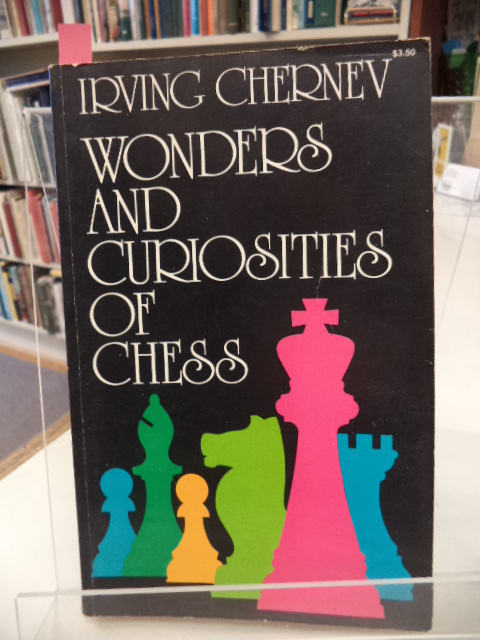 $3.50
IRVING CHERNEV
WONDERS
AND
CURIOSITIES
OF
CHESS